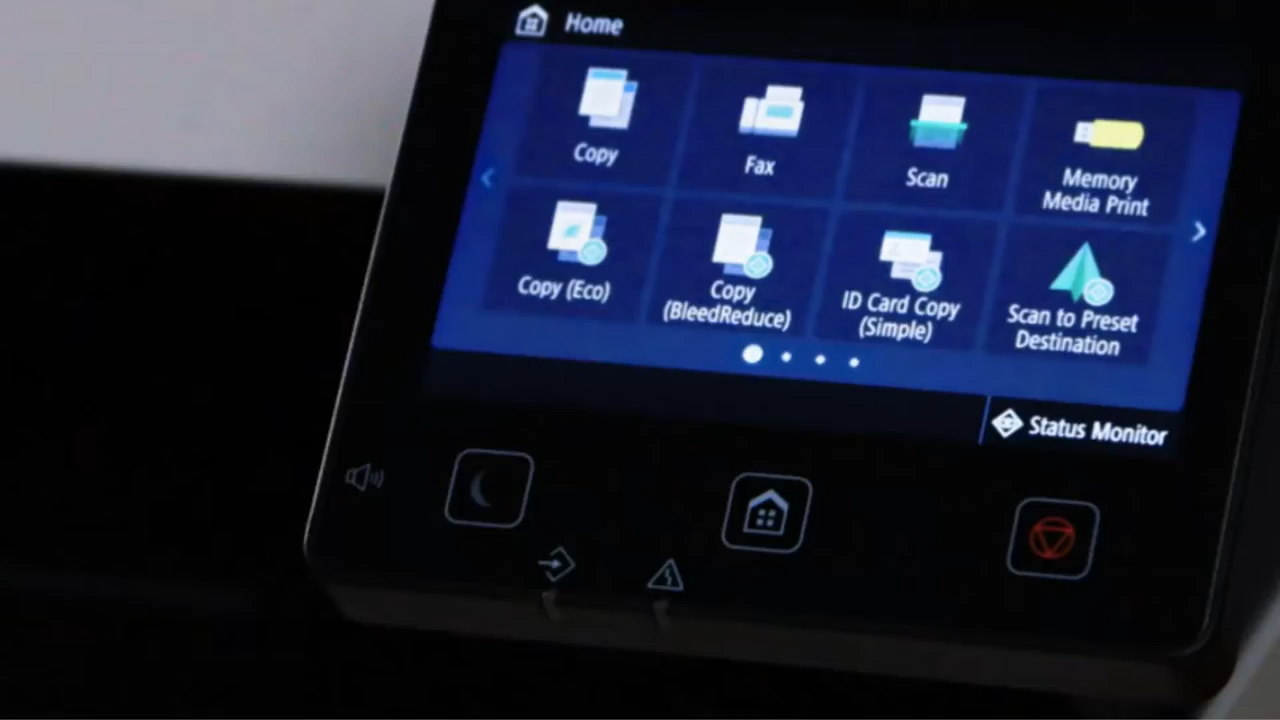 Home
Copy
Fax
Scan
Memory
Media Print
Copy (Eco)
Copy
(BleedReduce)
ID Card Copy
(Simple)
Scan to Preset
Destination
Status Monitor